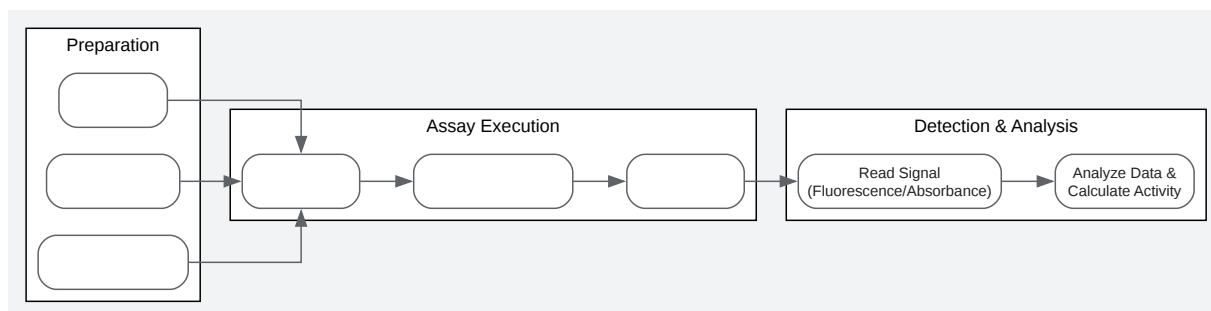 Preparation
Assay Execution
Detection & Analysis
Read Signal
(Fluorescence/Absorbance)
Analyze Data &
Calculate Activity